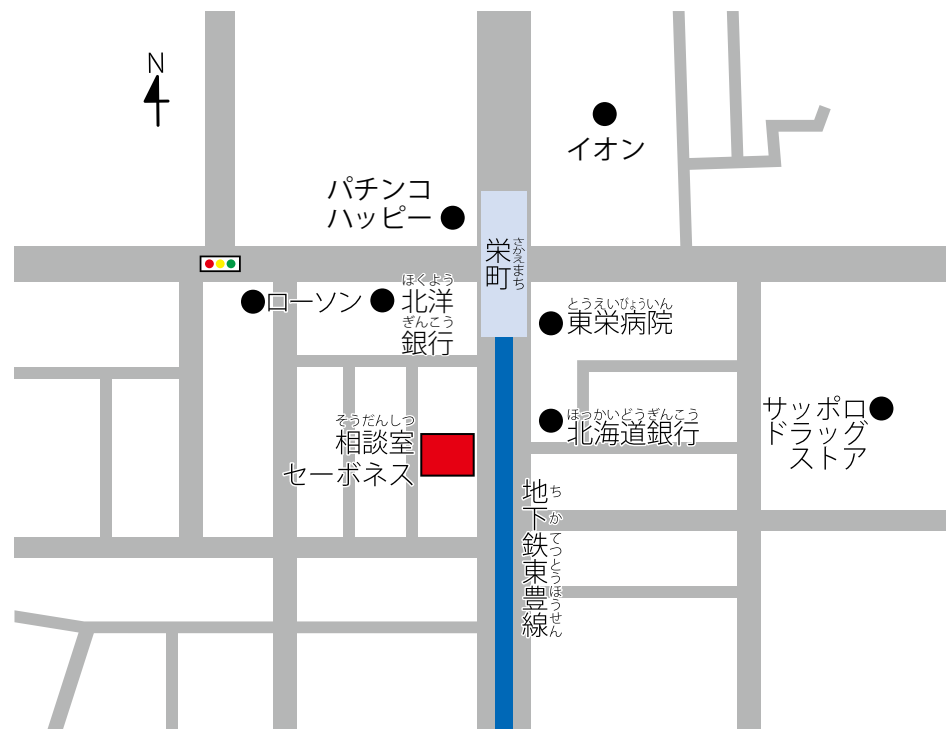 N
イオン
パチンコ
ハッピー
さかえまち
栄町
ローソン
ほくよう
北洋
ぎんこう
銀行
とうえいびょういん
東栄病院
そうだんしつ
相談室
セーボネス
ほっかいどうぎんこう
北海道銀行
サッポロ
ドラッグ
ストア
ちかてつとうほうせん
地下鉄東豊線